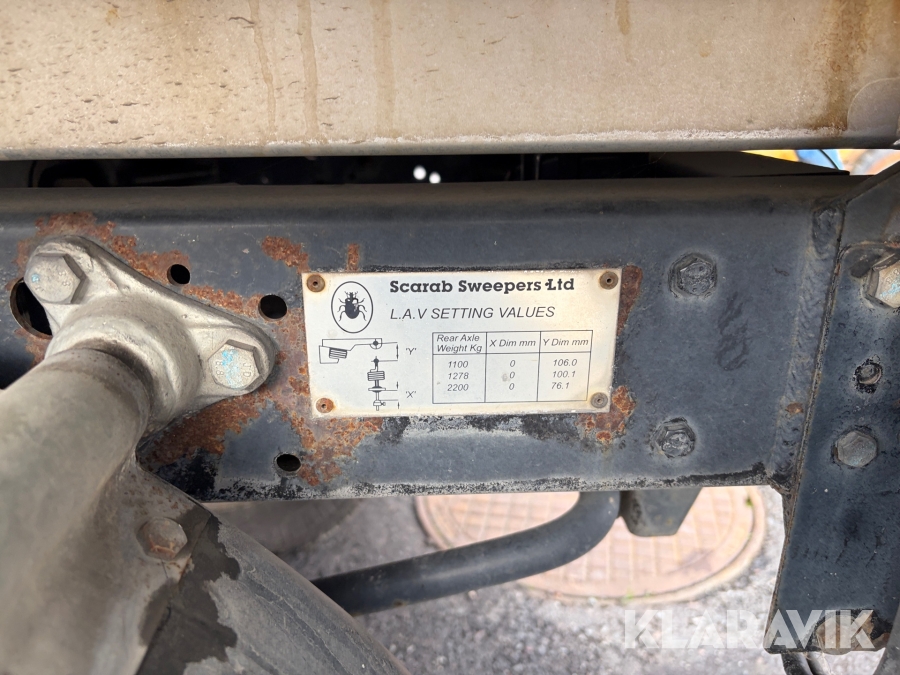 Scarab Sweepers Ltd
L.A.V SETTING VALUES
'Y'
'X'
Rear Axle Weight Kg X Dim mm Y Dim mm
1100 0 106.0
1278 0 100.1
2200 0 76.1
KLARAVIK